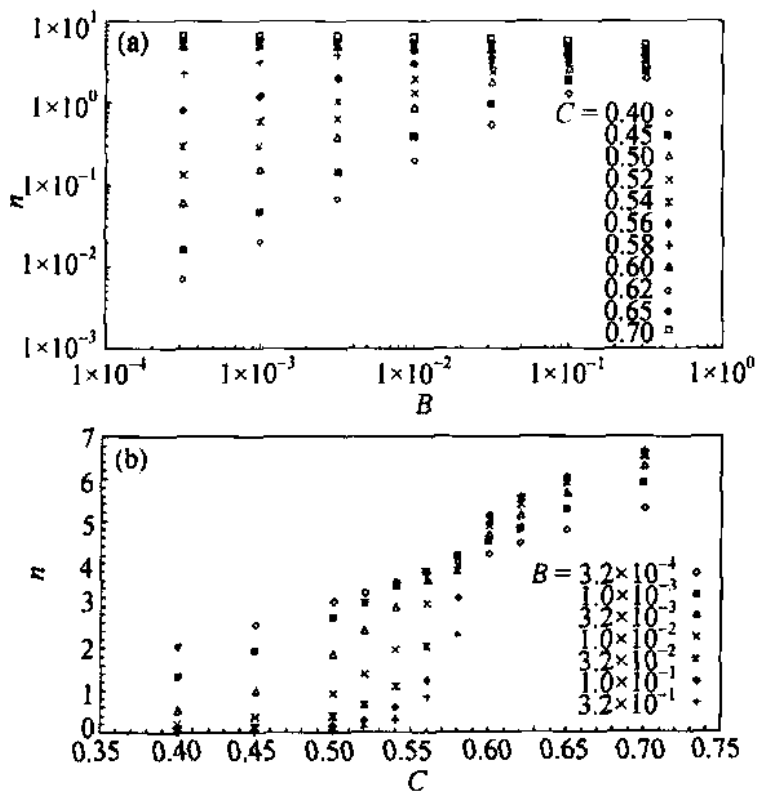 (a)
1×10¹
1×10⁰
1×10⁻¹
1×10⁻²
1×10⁻³
n
C = 0.40
0.45
0.50
0.52
0.54
0.56
0.58
0.60
0.62
0.65
0.70
1×10⁻⁴ 1×10⁻³ 1×10⁻² 1×10⁻¹ 1×10⁰
B
(b)
7
6
5
4
3
2
1
0
n
B = 3.2×10⁻⁴
1.0×10⁻³
3.2×10⁻³
1.0×10⁻²
3.2×10⁻²
1.0×10⁻¹
3.2×10⁻¹
0.35 0.40 0.45 0.50 0.55 0.60 0.65 0.70 0.75
C